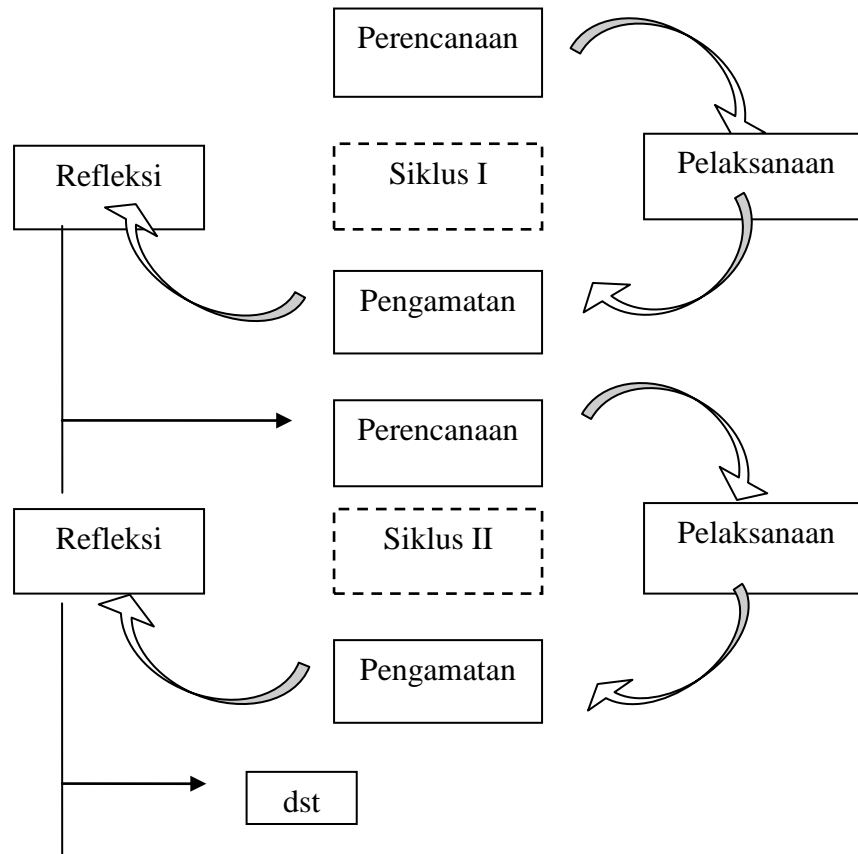 Perencanaan
Refleksi
Siklus I
Pelaksanaan
Pengamatan
Perencanaan
Refleksi
Siklus II
Pelaksanaan
Pengamatan
dst